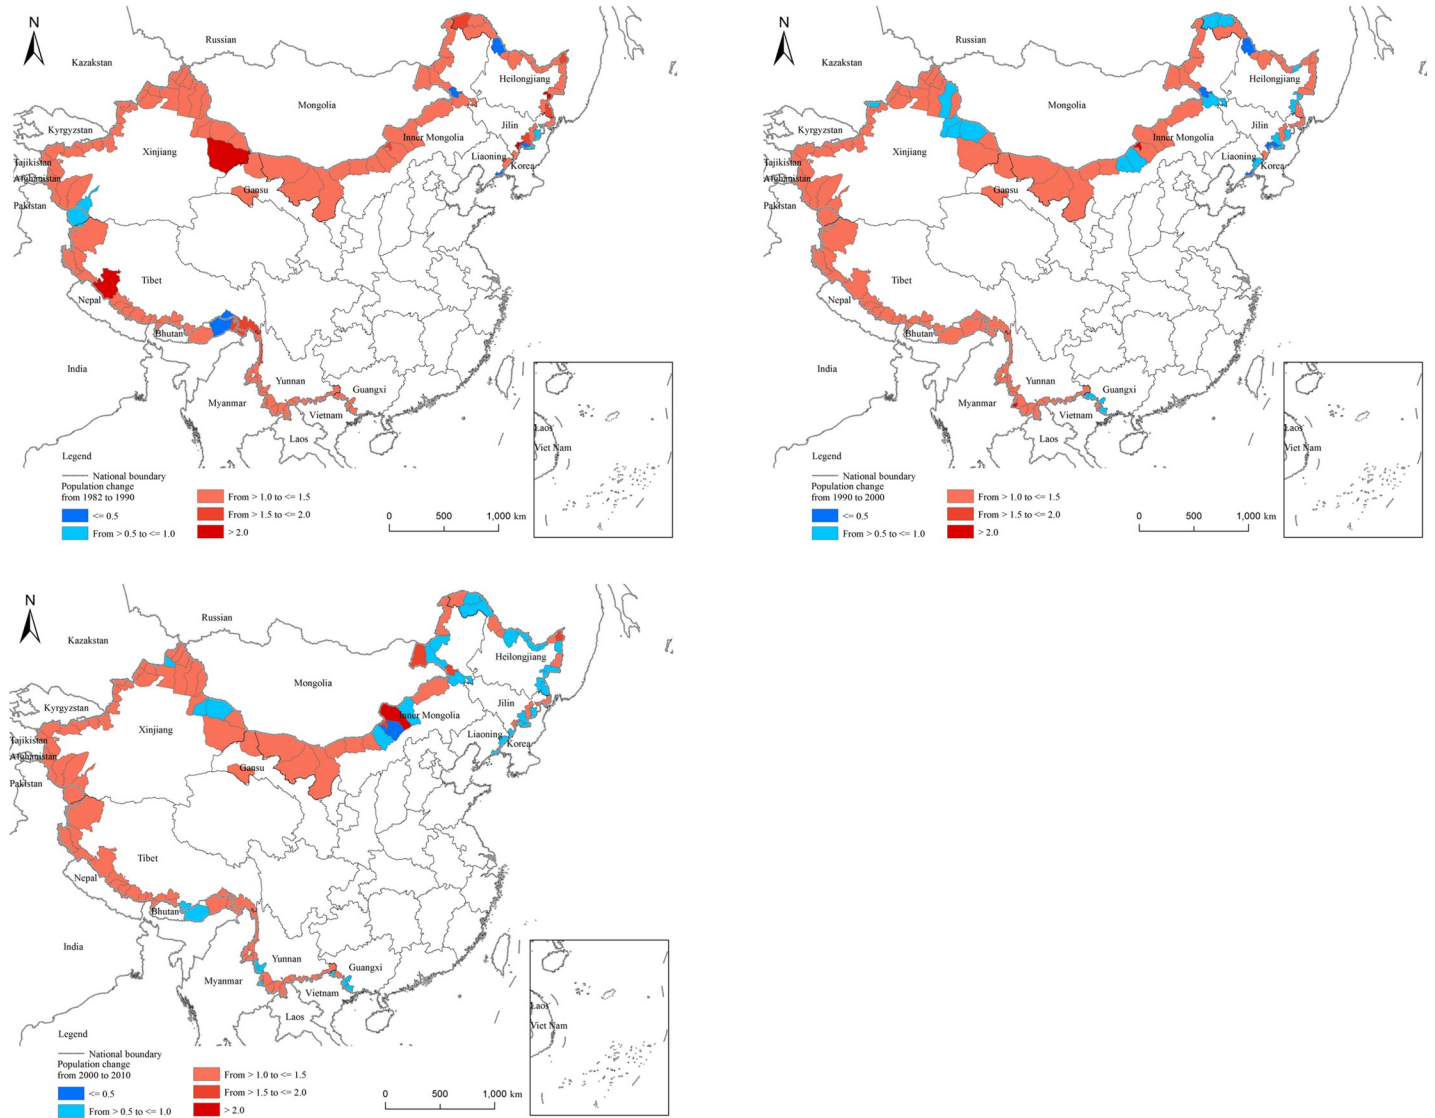 N
Russian
Kazakstan
Mongolia
Heilongjiang
Kyrgyzstan
Jilin
Inner Mongolia
Xinjiang
Liaoning
Tajikistan
Korea
Afghanistan
Gansu
Pakistan
Tibet
Nepal
Bhutan
India
Yunnan
Guangxi
Myanmar
Vietnam
Laos
Laos
Viet Nam
Legend
National boundary
Population change
from 1982 to 1990
<= 0.5
From > 0.5 to <= 1.0
From > 1.0 to <= 1.5
From > 1.5 to <= 2.0
> 2.0
0 500 1,000 km
N
Russian
Kazakstan
Mongolia
Heilongjiang
Kyrgyzstan
Jilin
Inner Mongolia
Xinjiang
Liaoning
Tajikistan
Korea
Afghanistan
Gansu
Pakistan
Tibet
Nepal
Bhutan
India
Yunnan
Guangxi
Myanmar
Vietnam
Laos
Laos
Viet Nam
Legend
National boundary
Population change
from 1990 to 2000
<= 0.5
From > 0.5 to <= 1.0
From > 1.0 to <= 1.5
From > 1.5 to <= 2.0
> 2.0
0 500 1,000 km
N
Russian
Kazakstan
Heilongjiang
Mongolia
Kyrgyzstan
Jilin
Inner Mongolia
Xinjiang
Liaoning
Tajikistan
Korea
Afghanistan
Gansu
Pakistan
Tibet
Nepal
Bhutan
India
Yunnan
Guangxi
Myanmar
Vietnam
Laos
Laos
Viet Nam
Legend
National boundary
Population change
from 2000 to 2010
<= 0.5
From > 0.5 to <= 1.0
From > 1.0 to <= 1.5
From > 1.5 to <= 2.0
> 2.0
0 500 1,000 km